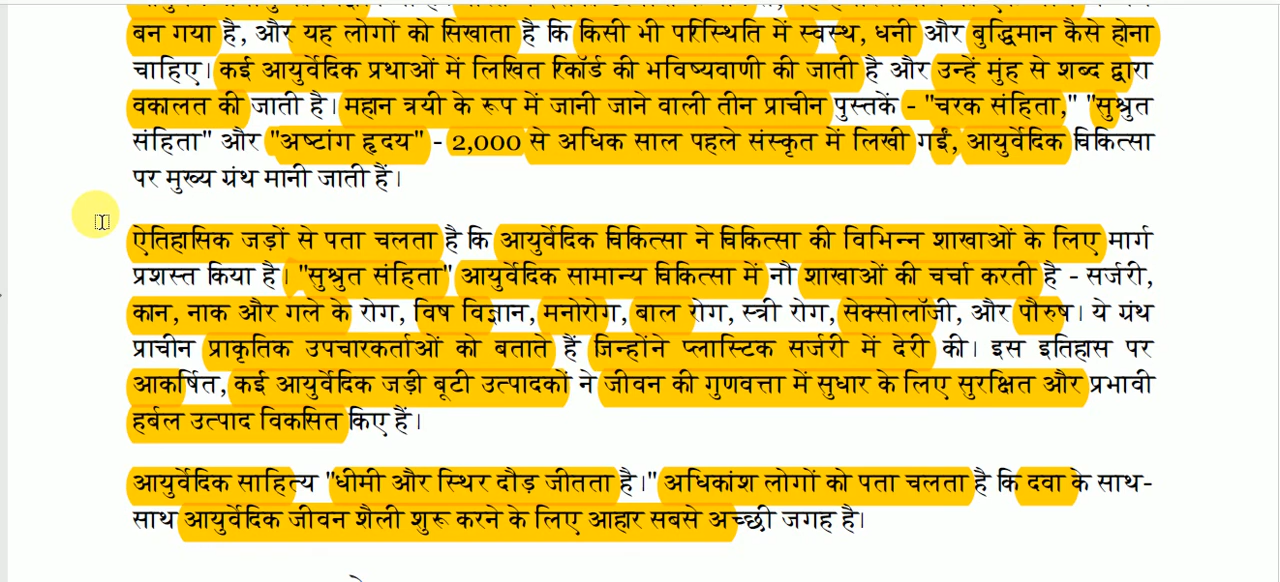 बन गया है, और यह लोगों को सिखाता है कि किसी भी परिस्थिति में स्वस्थ, धनी और बुद्धिमान कैसे होना
चाहिए। कई आयुर्वेदिक प्रथाओं में लिखित रिकॉर्ड की भविष्यवाणी की जाती है और उन्हें मुंह से शब्द द्वारा
वकालत की जाती है। महान त्रयी के रूप में जानी जाने वाली तीन प्राचीन पुस्तकें - "चरक संहिता," "सुश्रुत
संहिता" और "अष्टांग हृदय" - 2,000 से अधिक साल पहले संस्कृत में लिखी गईं, आयुर्वेदिक चिकित्सा
पर मुख्य ग्रंथ मानी जाती हैं।
ऐतिहासिक जड़ों से पता चलता है कि आयुर्वेदिक चिकित्सा ने चिकित्सा की विभिन्न शाखाओं के लिए मार्ग
प्रशस्त किया है। "सुश्रुत संहिता" आयुर्वेदिक सामान्य चिकित्सा में नौ शाखाओं की चर्चा करती है - सर्जरी,
कान, नाक और गले के रोग, विष विज्ञान, मनोरोग, बाल रोग, स्त्री रोग, सेक्सोलॉजी, और पौरुष। ये ग्रंथ
प्राचीन प्राकृतिक उपचारकर्ताओं को बताते हैं जिन्होंने प्लास्टिक सर्जरी में देरी की। इस इतिहास पर
आकर्षित, कई आयुर्वेदिक जड़ी बूटी उत्पादकों ने जीवन की गुणवत्ता में सुधार के लिए सुरक्षित और प्रभावी
हर्बल उत्पाद विकसित किए हैं।
आयुर्वेदिक साहित्य "धीमी और स्थिर दौड़ जीतता है।" अधिकांश लोगों को पता चलता है कि दवा के साथ-
साथ आयुर्वेदिक जीवन शैली शुरू करने के लिए आहार सबसे अच्छी जगह है।